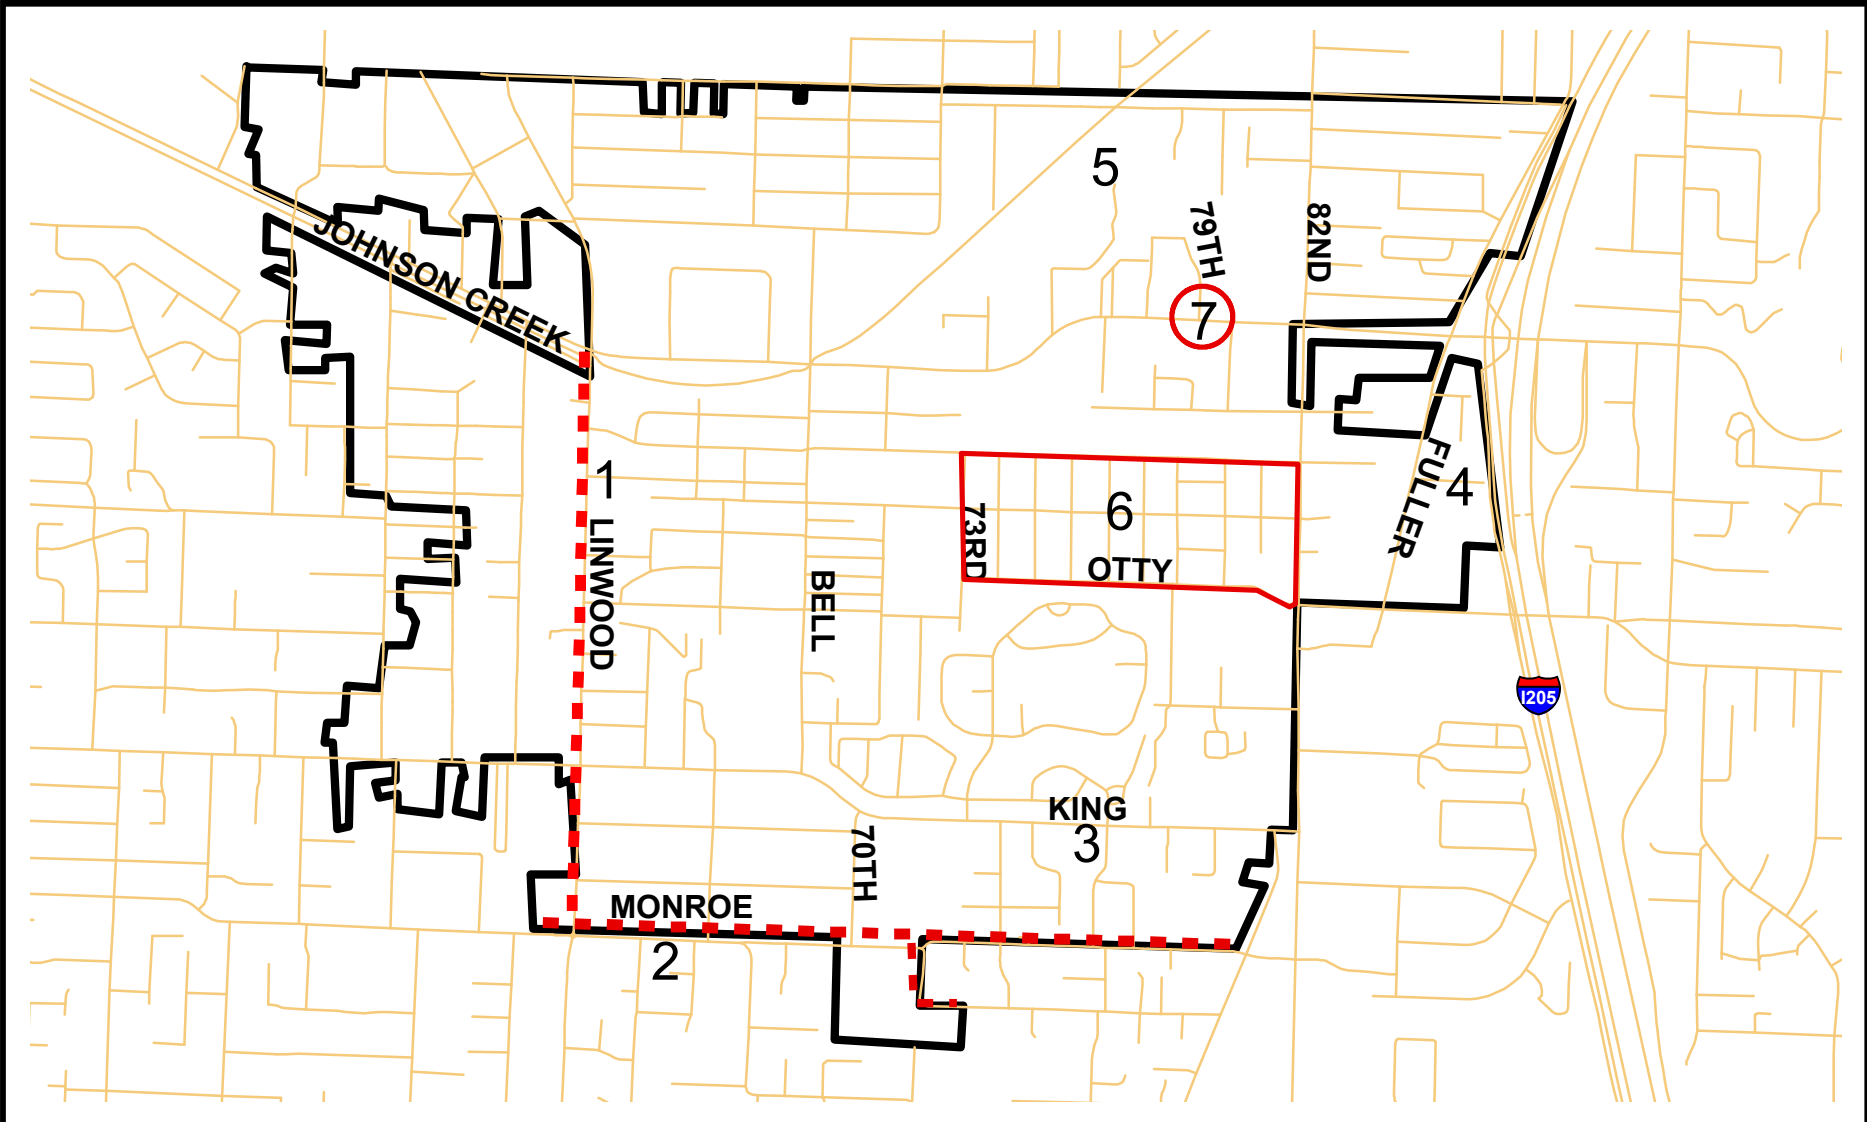 5
79TH
82ND
JOHNSON CREEK
7
1
FULLER
4
6
73RD
OTTY
LINWOOD
BELL
I205
KING
3
70TH
MONROE
2